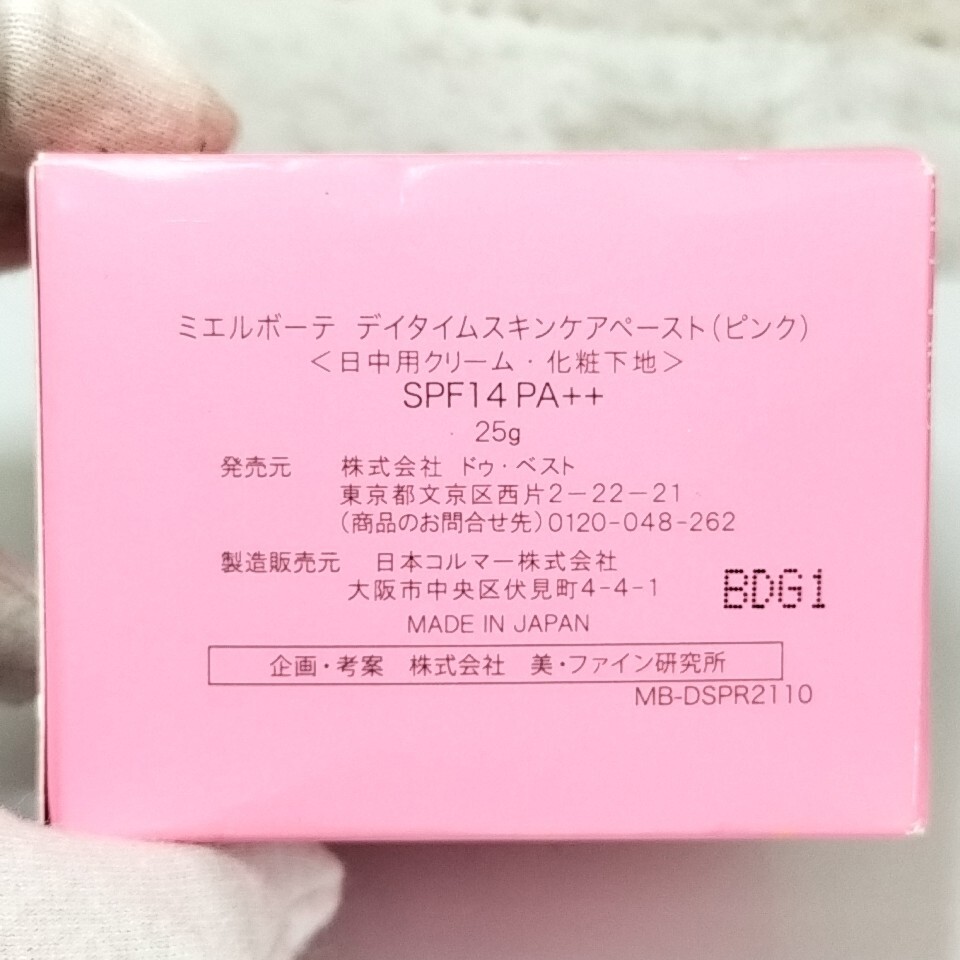 ミエルボーテ デイタイムスキンケアペースト(ピンク)
＜日中用クリーム・化粧下地＞
SPF14 PA++
25g
発売元 株式会社 ドゥ・ベスト
東京都文京区西片2−22−21
(商品のお問合せ先)0120-048-262
製造販売元 日本コルマー株式会社
大阪市中央区伏見町4-4-1
BDG1
MADE IN JAPAN
企画・考案 株式会社 美・ファイン研究所
MB-DSPR2110